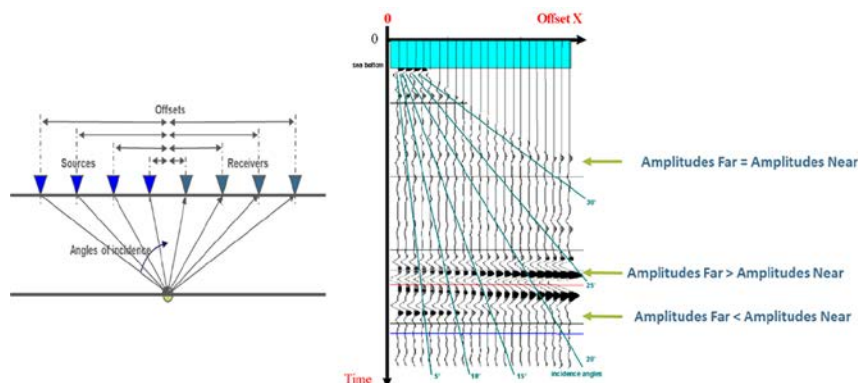 Offsets
Sources
Receivers
Angles of incidence
0
Offset X
0
sea bottom
Amplitudes Far = Amplitudes Near
30°
Amplitudes Far > Amplitudes Near
25°
Amplitudes Far < Amplitudes Near
20°
incidence angles
5°
10°
15°
Time